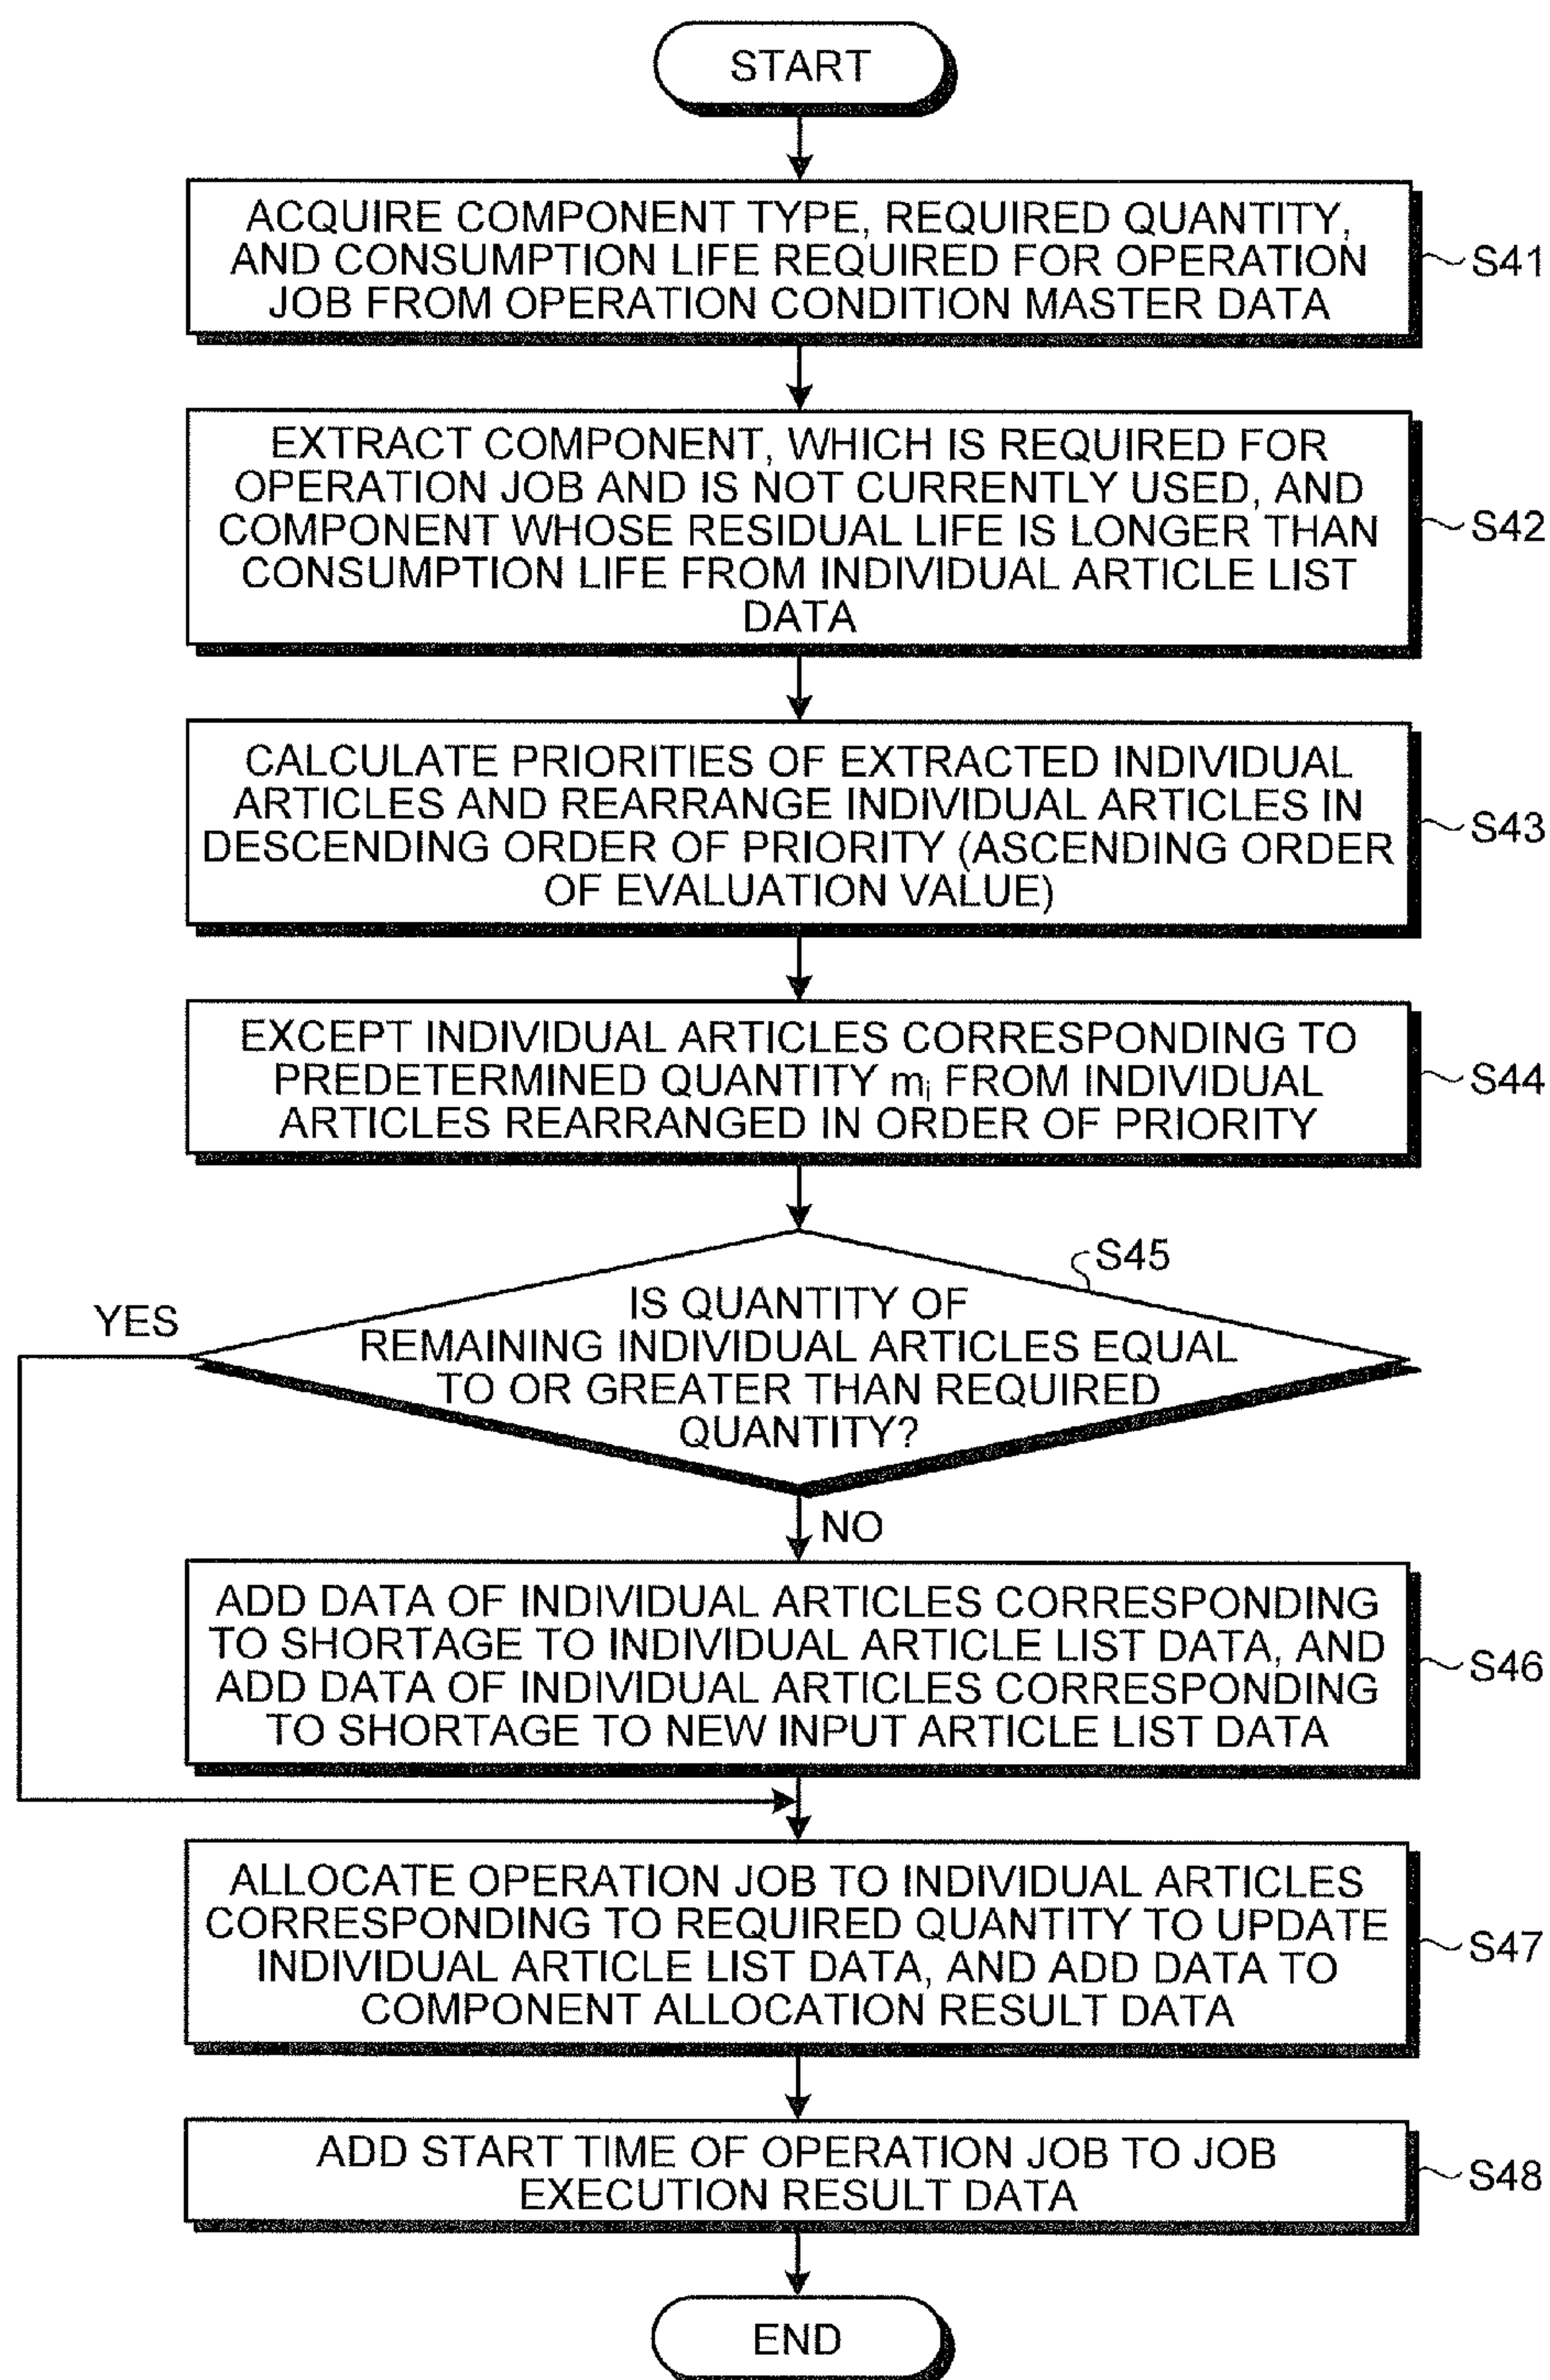 START
ACQUIRE COMPONENT TYPE, REQUIRED QUANTITY,
AND CONSUMPTION LIFE REQUIRED FOR OPERATION
JOB FROM OPERATION CONDITION MASTER DATA
S41
EXTRACT COMPONENT, WHICH IS REQUIRED FOR
OPERATION JOB AND IS NOT CURRENTLY USED, AND
COMPONENT WHOSE RESIDUAL LIFE IS LONGER THAN
CONSUMPTION LIFE FROM INDIVIDUAL ARTICLE LIST
DATA
S42
CALCULATE PRIORITIES OF EXTRACTED INDIVIDUAL
ARTICLES AND REARRANGE INDIVIDUAL ARTICLES IN
DESCENDING ORDER OF PRIORITY (ASCENDING ORDER
OF EVALUATION VALUE)
S43
EXCEPT INDIVIDUAL ARTICLES CORRESPONDING TO
PREDETERMINED QUANTITY mi FROM INDIVIDUAL
ARTICLES REARRANGED IN ORDER OF PRIORITY
S44
S45
IS QUANTITY OF
REMAINING INDIVIDUAL ARTICLES EQUAL
TO OR GREATER THAN REQUIRED
QUANTITY?
YES
NO
ADD DATA OF INDIVIDUAL ARTICLES CORRESPONDING
TO SHORTAGE TO INDIVIDUAL ARTICLE LIST DATA, AND
ADD DATA OF INDIVIDUAL ARTICLES CORRESPONDING
TO SHORTAGE TO NEW INPUT ARTICLE LIST DATA
S46
ALLOCATE OPERATION JOB TO INDIVIDUAL ARTICLES
CORRESPONDING TO REQUIRED QUANTITY TO UPDATE
INDIVIDUAL ARTICLE LIST DATA, AND ADD DATA TO
COMPONENT ALLOCATION RESULT DATA
S47
ADD START TIME OF OPERATION JOB TO JOB
EXECUTION RESULT DATA
S48
END